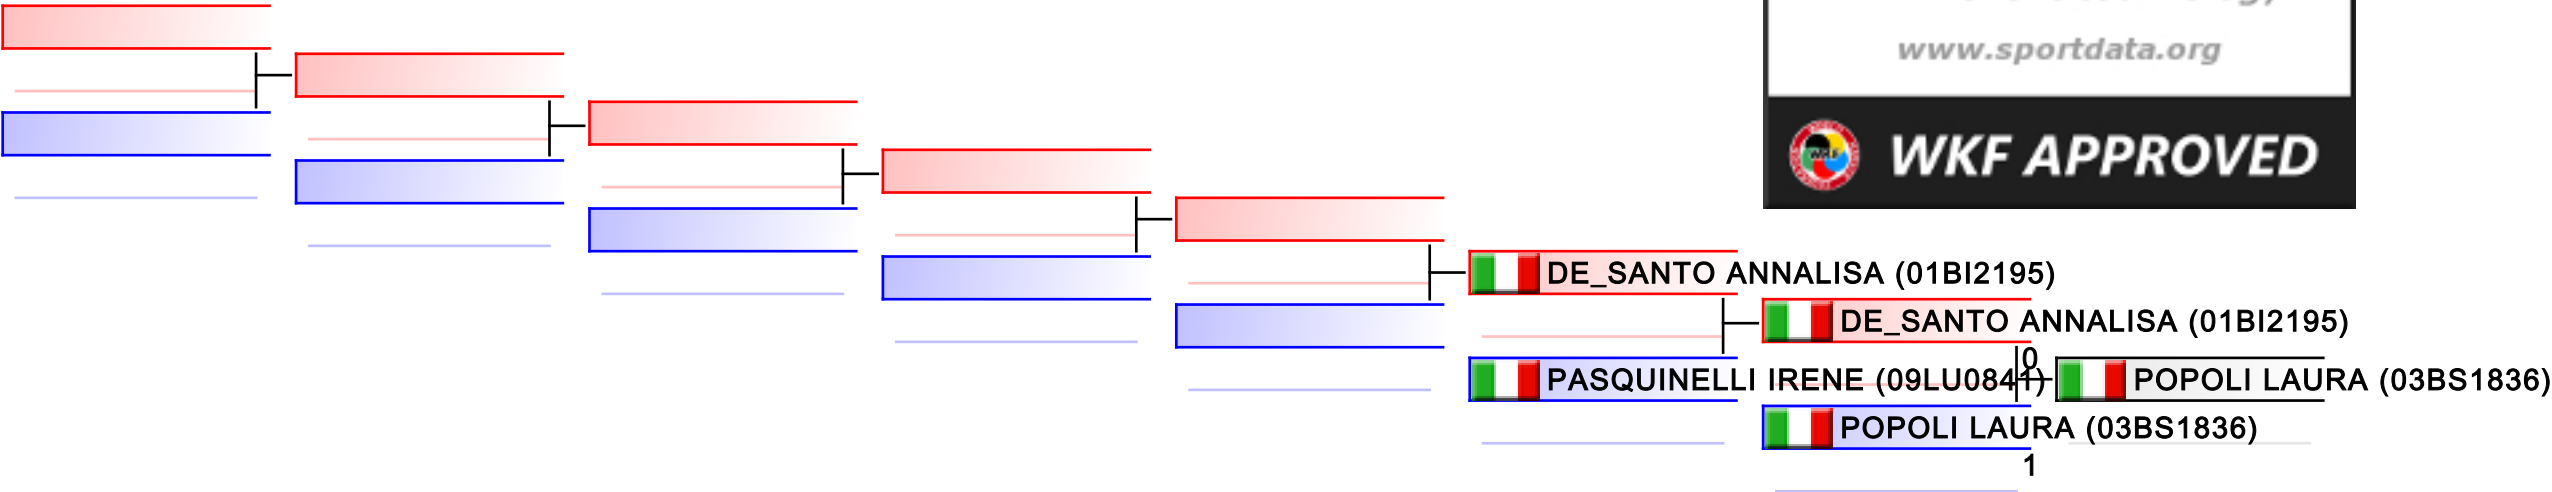 www.sportdata.org
WKF APPROVED
DE_SANTO ANNALISA (01BI2195)
DE_SANTO ANNALISA (01BI2195)
0
PASQUINELLI IRENE (09LU0841)
POPOLI LAURA (03BS1836)
POPOLI LAURA (03BS1836)
1